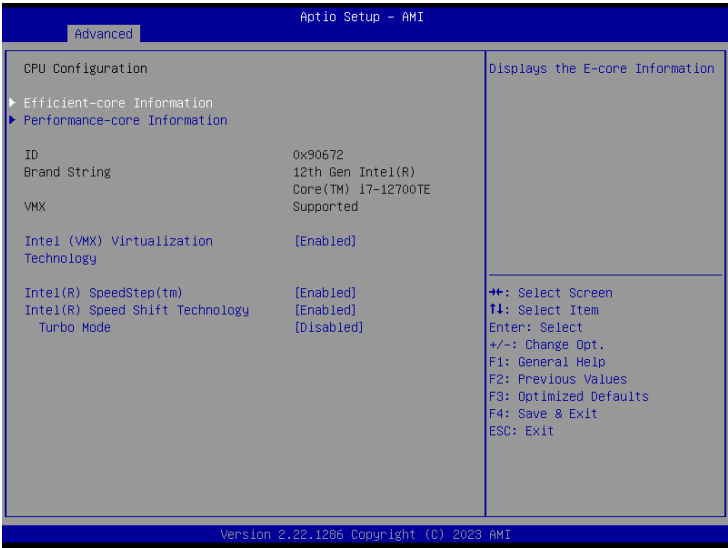 Aptio Setup - AMI
Advanced
CPU Configuration
Efficient-core Information
Performance-core Information
ID 0x90672
Brand String 12th Gen Intel(R)
Core(TM) i7-12700TE
VMX Supported
Intel (VMX) Virtualization [Enabled]
Technology
Intel(R) SpeedStep(tm) [Enabled]
Intel(R) Speed Shift Technology [Enabled]
Turbo Mode [Disabled]
Displays the E-core Information
→←: Select Screen
↑↓: Select Item
Enter: Select
+/-: Change Opt.
F1: General Help
F2: Previous Values
F3: Optimized Defaults
F4: Save & Exit
ESC: Exit
Version 2.22.1286 Copyright (C) 2023 AMI